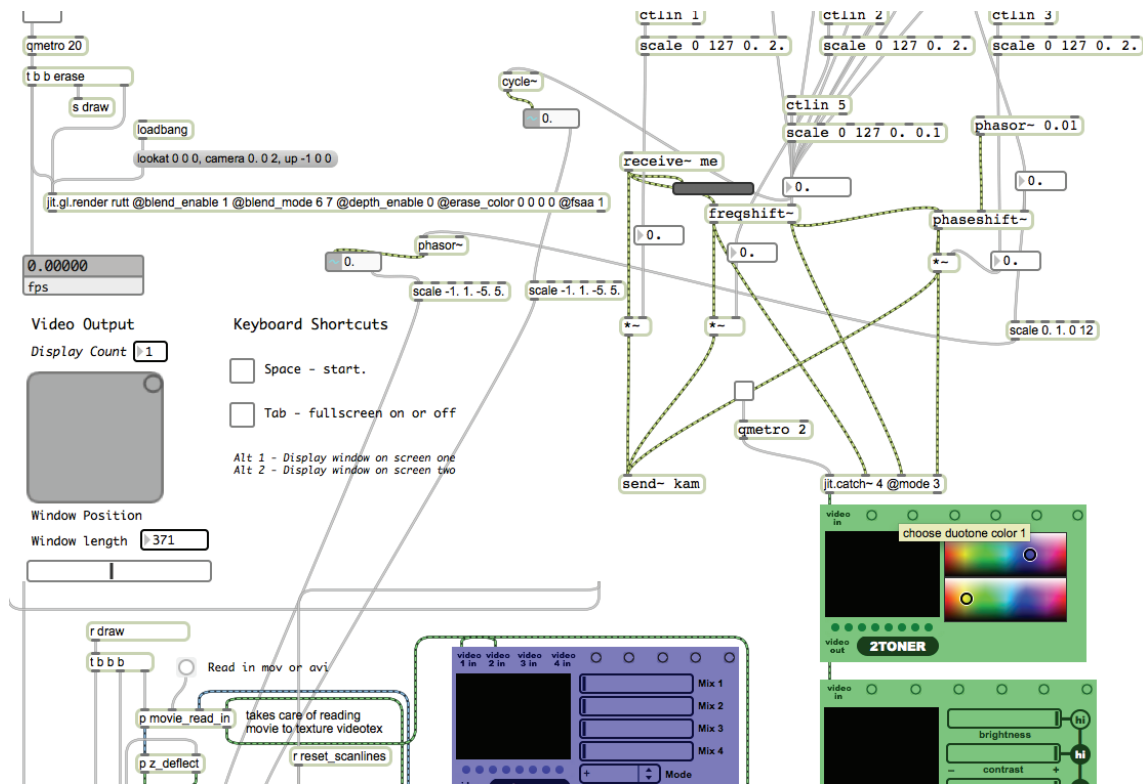 ctlin 1
ctlin 2
ctlin 3
qmetro 20
scale 0 127 0. 2.
scale 0 127 0. 2.
scale 0 127 0. 2.
t b b erase
cycle~
s draw
0.
ctlin 5
loadbang
phasor~ 0.01
scale 0 127 0. 0.1
lookat 0 0 0, camera 0. 0 2, up -1 0 0
receive~ me
0.
0.
jit.gl.render rutt @blend_enable 1 @blend_mode 6 7 @depth_enable 0 @erase_color 0 0 0 0 @fsaa 1
freqshift~
phaseshift~
0.
phasor~
0.
0.
0.
*~
0.00000
fps
scale -1. 1. -5. 5.
scale -1. 1. -5. 5.
Video Output
Keyboard Shortcuts
*~
*~
scale 0. 1. 0 12
Display Count
1
Space - start.
Tab - fullscreen on or off
qmetro 2
Alt 1 - Display window on screen one
Alt 2 - Display window on screen two
send~ kam
jit.catch~ 4 @mode 3
Window Position
video in
choose duotone color 1
Window length
371
r draw
video out
2TONER
t b b b
Read in mov or avi
video 1 in
video 2 in
video 3 in
video 4 in
Mix 1
video in
p movie_read_in
takes care of reading
movie to texture videotex
Mix 2
hi
Mix 3
brightness
r reset_scanlines
Mix 4
hi
p z_deflect
+
Mode
- contrast +